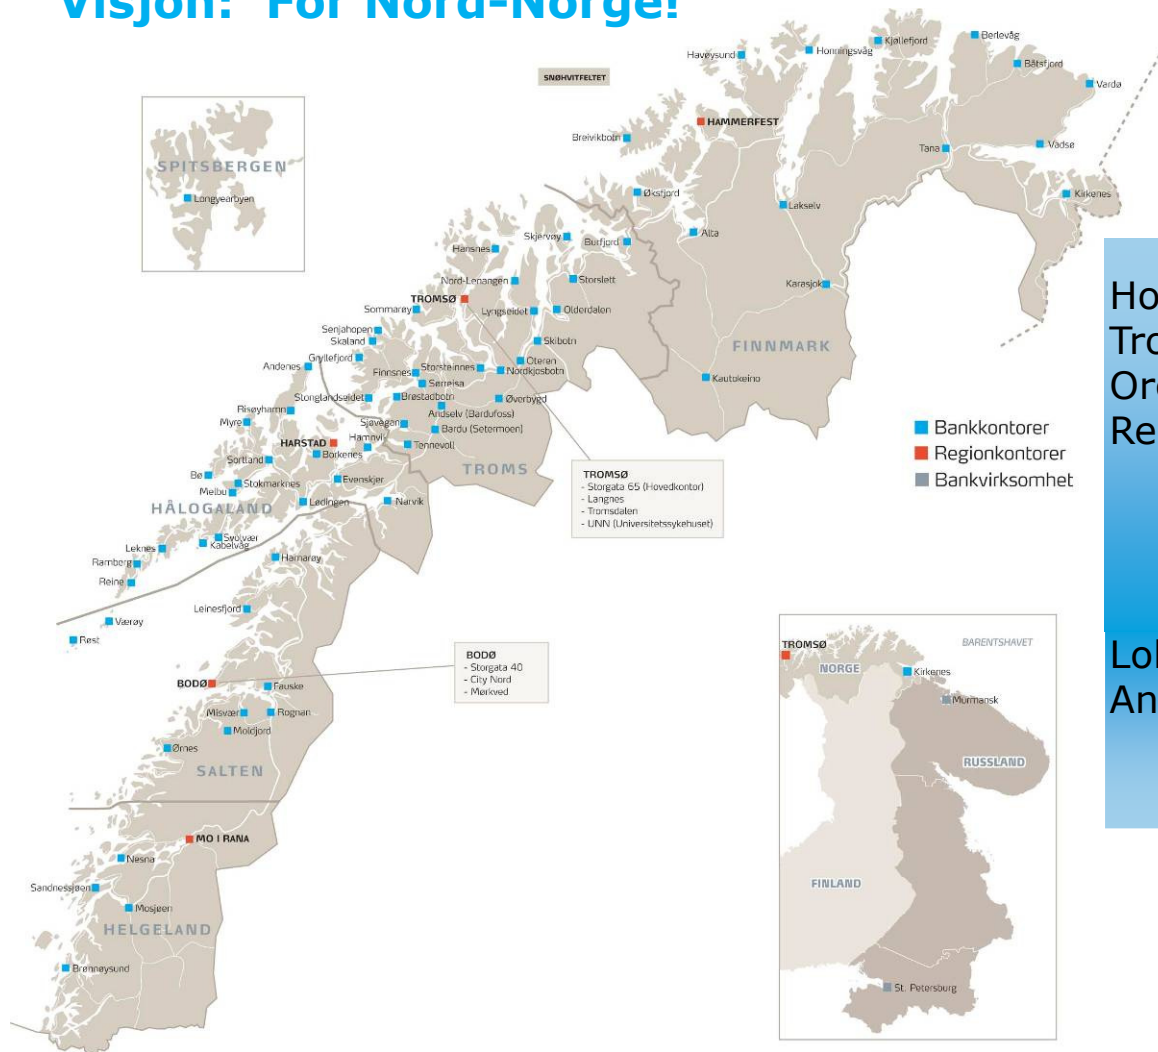 Visjon: For Nord-Norge!
SNØHVITFELTET
Havøysund
Honningsvåg
Kjøllefjord
Berlevåg
Båtsfjord
Vardø
HAMMERFEST
Breivikbotn
Tana
Vadsø
Kirkenes
SPITSBERGEN
Longyearbyen
Øksfjord
Lakselv
Alta
Skjervøy
Burfjord
Hansnes
Nord-Lenangen
Storslett
Karasjok
TROMSØ
Sommarøy
Lyngseidet
Olderdalen
Senjahopen
Skaland
Skibotn
FINNMARK
Gryllefjord
Andenes
Oteren
Storsteinnes
Nordkjosbotn
Finnsnes
Sørreisa
Kautokeino
Stonglandseidet
Brøstadbotn
Øverbygd
Risøyhamn
Andselv (Bardufoss)
Myre
Sjøvegan
Bardu (Setermoen)
HARSTAD
Hamnvi
Tennevoll
Borkenes
Sortland
TROMS
Bø
Stokmarknes
Evenskjer
Melbu
Lødingen
Narvik
HÅLOGALAND
Svolvær
Kabelvåg
Leknes
Ramberg
Hamarøy
Reine
Leinesfjord
Værøy
Røst
Bankkontorer
Regionkontorer
Bankvirksomhet
TROMSØ
- Storgata 65 (Hovedkontor)
- Langnes
- Tromsdalen
- UNN (Universitetssykehuset)
BODØ
- Storgata 40
- City Nord
- Mørkved
BODØ
Fauske
Misvær
Rognan
Moldjord
Ørnes
SALTEN
MO I RANA
Nesna
Sandnessjøen
Mosjøen
HELGELAND
Brønnøysund
TROMSØ
BARENTSHAVET
NORGE
Kirkenes
Murmansk
RUSSLAND
FINLAND
St. Petersburg
Ho
Tro
Re
An